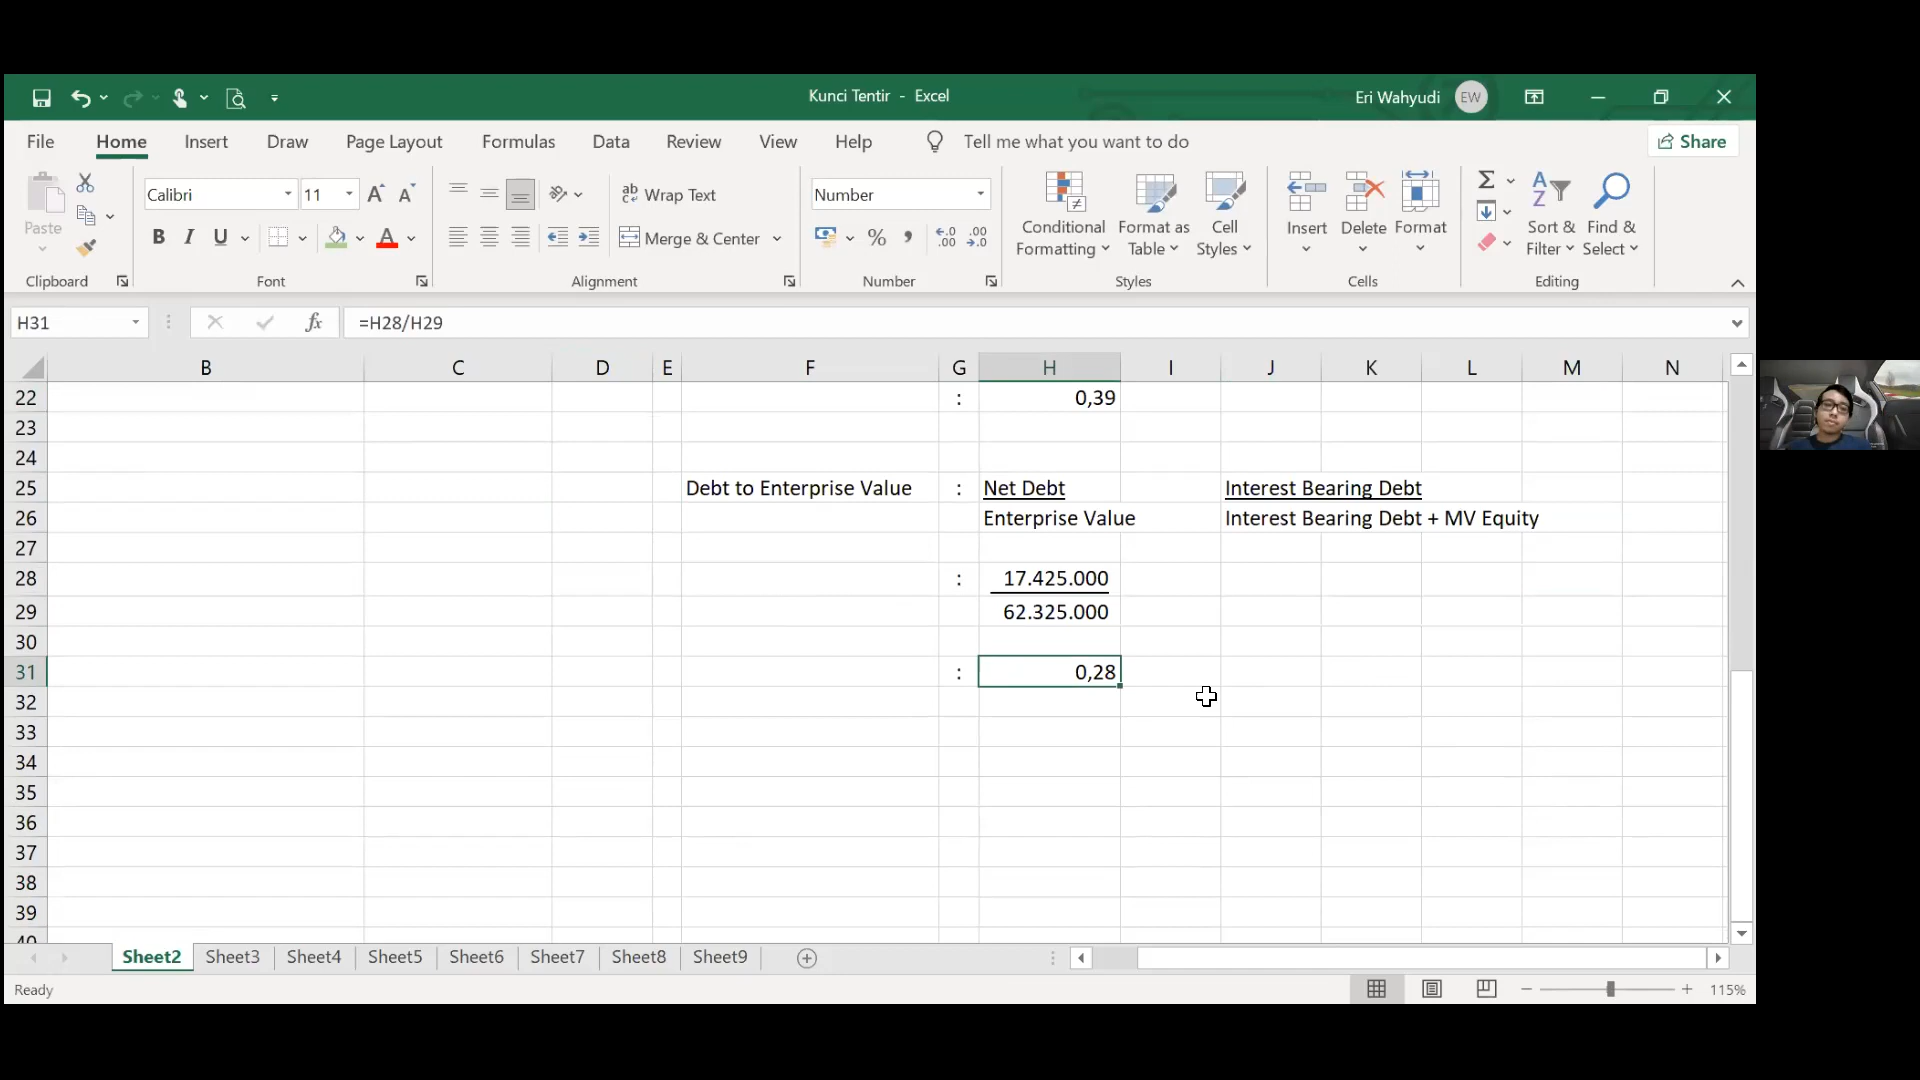 Kunci Tentir - Excel
Eri Wahyudi EW
File Home Insert Draw Page Layout Formulas Data Review View Help Tell me what you want to do Share
Paste
Clipboard
Calibri 11 A A
B I U A
Font
ab Wrap Text
Merge & Center
Alignment
Number
% ,
Number
Conditional Formatting
Format as Table
Cell Styles
Styles
Insert Delete Format
Cells
Sort & Filter
Find & Select
Editing
H31 fx =H28/H29
B C D E F G H I J K L M N
22 : 0,39
23
24
25 Debt to Enterprise Value : Net Debt Interest Bearing Debt
26 Enterprise Value Interest Bearing Debt + MV Equity
27
28 : 17.425.000
29 62.325.000
30
31 : 0,28
32
33
34
35
36
37
38
39
40
Sheet2 Sheet3 Sheet4 Sheet5 Sheet6 Sheet7 Sheet8 Sheet9
Ready 115%